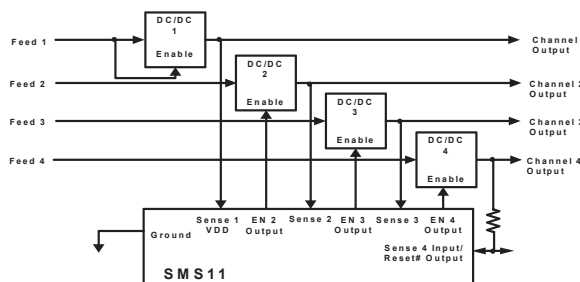 Feed 1
DC/DC
1
Enable
Channel
Output
Feed 2
DC/DC
2
Enable
Channel 2
Output
Feed 3
DC/DC
3
Enable
Channel 3
Output
Feed 4
DC/DC
4
Enable
Channel 4
Output
Ground
Sense 1
VDD
EN 2
Output
Sense 2
EN 3
Output
Sense 3
EN 4
Output
Sense 4 Input/
Reset# Output
SMS11